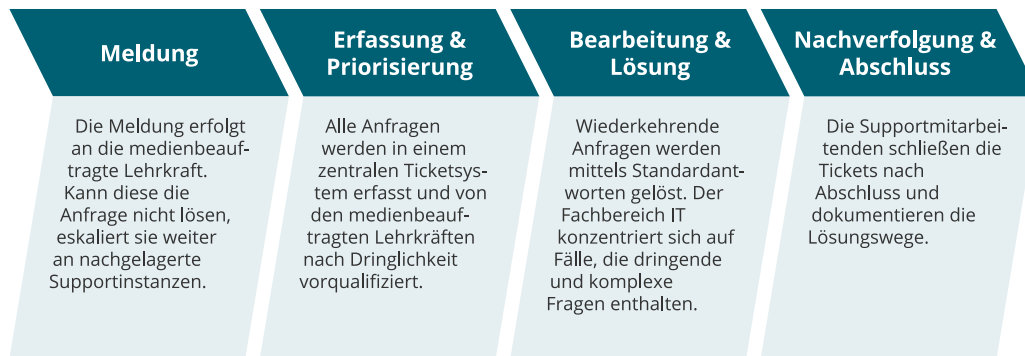 Meldung
Die Meldung erfolgt
an die medienbeauf-
tragte Lehrkraft.
Kann diese die
Anfrage nicht lösen,
eskaliert sie weiter
an nachgelagerte
Supportinstanzen.
Erfassung &
Priorisierung
Alle Anfragen
werden in einem
zentralen Ticketsys-
tem erfasst und von
den medienbeauf-
tragten Lehrkräften
nach Dringlichkeit
vorqualifiziert.
Bearbeitung &
Lösung
Wiederkehrende
Anfragen werden
mittels Standardant-
worten gelöst. Der
Fachbereich IT
konzentriert sich auf
Fälle, die dringende
und komplexe
Fragen enthalten.
Nachverfolgung &
Abschluss
Die Supportmitarbei-
tenden schließen die
Tickets nach
Abschluss und
dokumentieren die
Lösungswege.